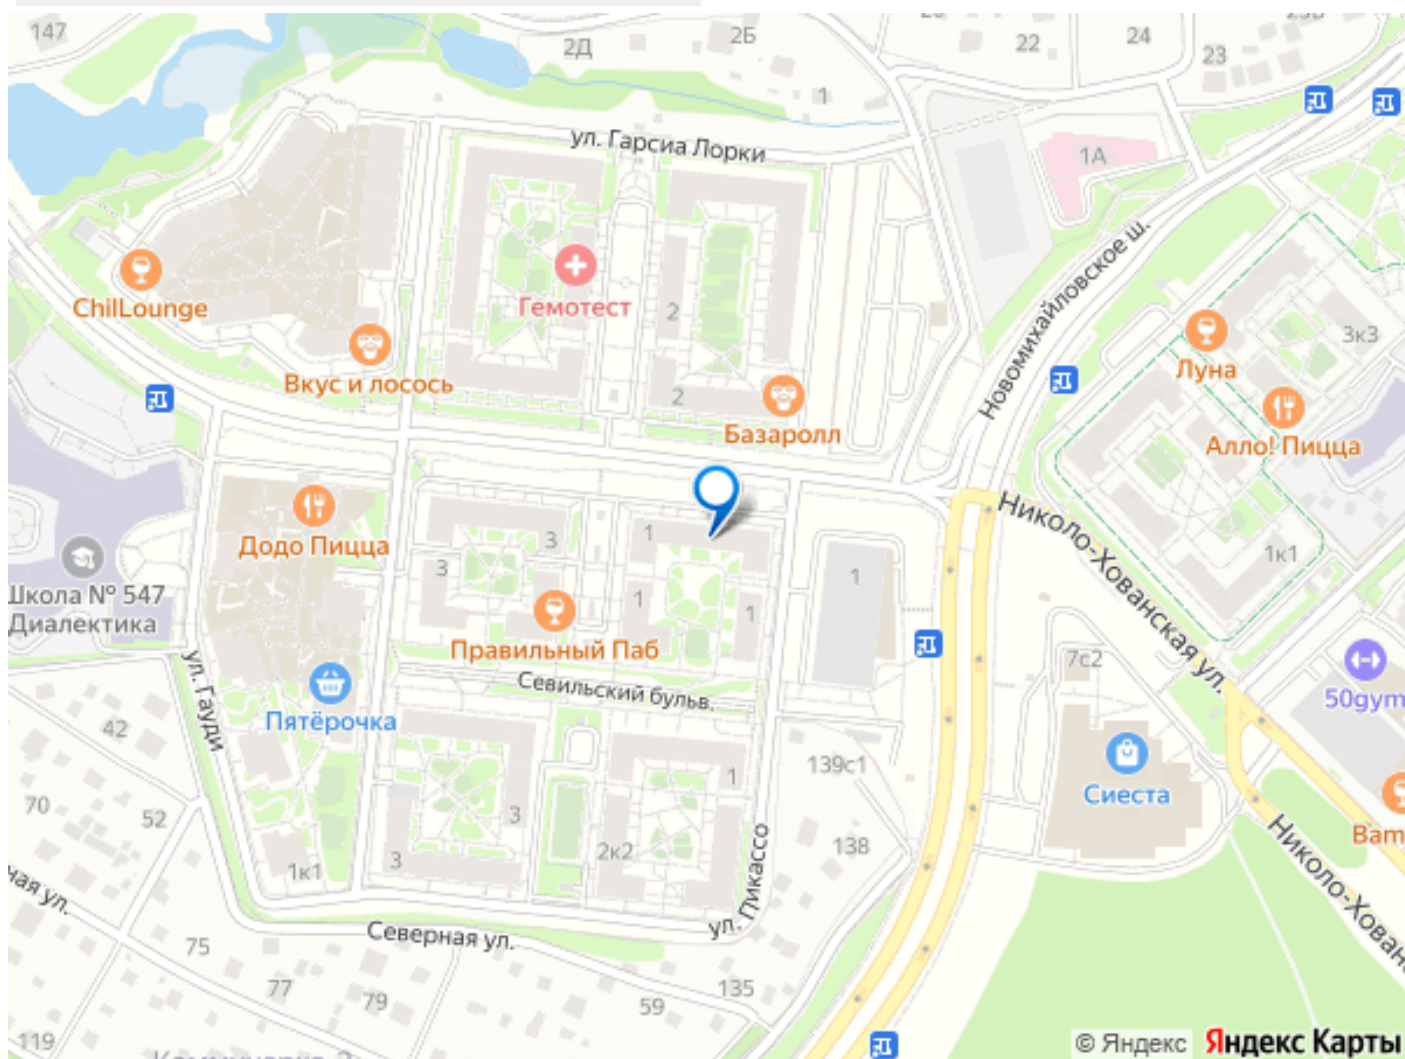 147
2Д
2Б
22
24
23
1
ул. Гарсиа Лорки
1А
Новомихайловское ш.
ChilLounge
Гемотест
2
3к3
Вкус и лосось
Луна
2
Базаролл
Алло! Пицца
Николо-Хованская ул.
Додо Пицца
3
1
1к1
3
1
Школа № 547
Диалектика
1
1
Правильный Паб
7с2
50gym
ул. Гауди
Севильский бульв.
Пятёрочка
42
139с1
Сиеста
70
52
1
3
138
2к2
3
1к1
ул. Пикассо
Северная ул.
75
77
79
59
135
119
© Яндекс Яндекс Карты